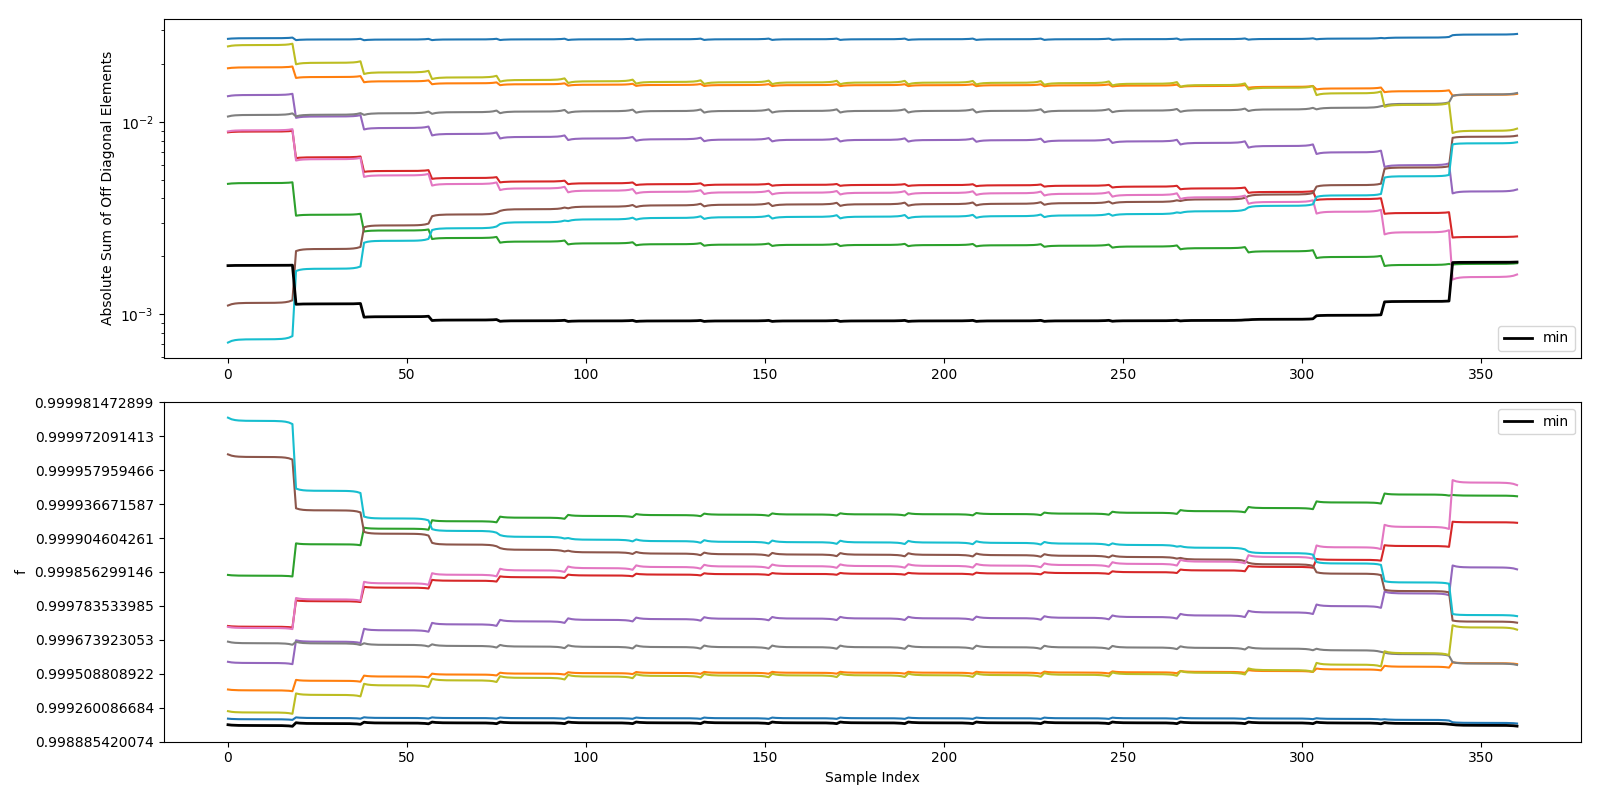 Absolute Sum of Off Diagonal Elements
10⁻²
10⁻³
0 50 100 150 200 250 300 350
min
f
0.999981472899
0.999972091413
0.999957959466
0.999936671587
0.999904604261
0.999856299146
0.999783533985
0.999673923053
0.999508808922
0.999260086684
0.998885420074
min
0 50 100 150 200 250 300 350
Sample Index